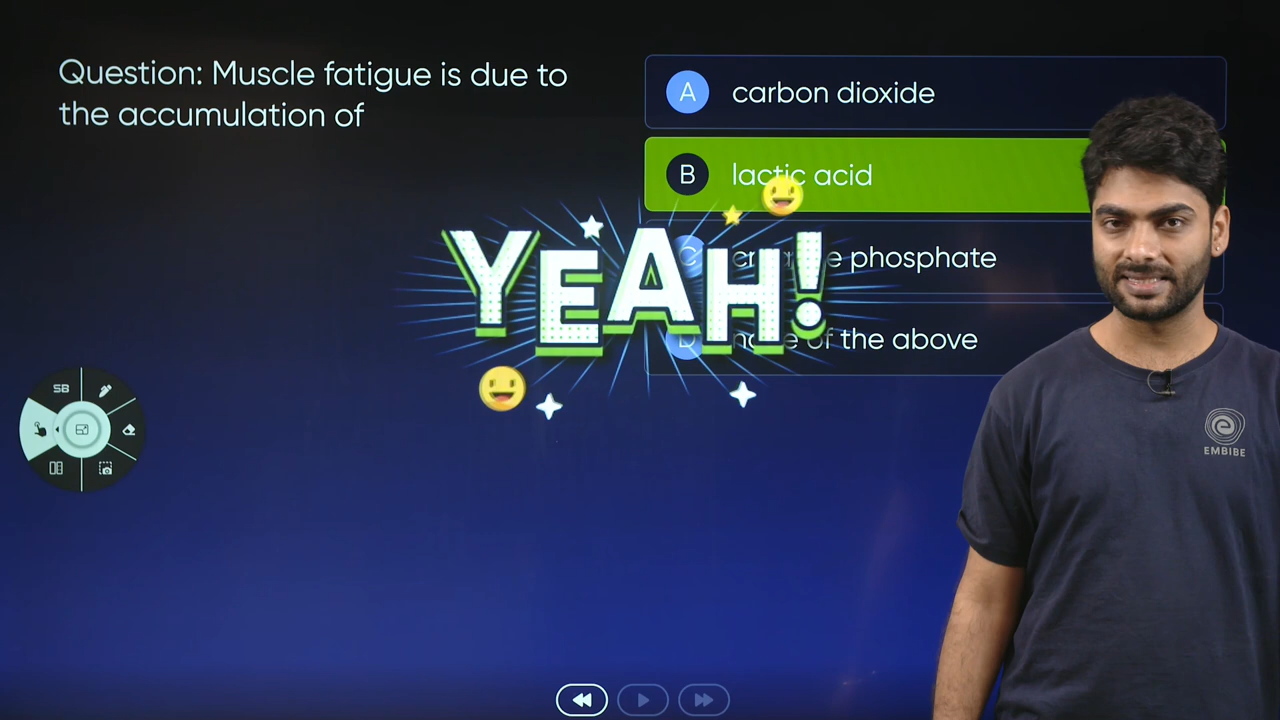 Question: Muscle fatigue is due to
the accumulation of
A carbon dioxide
B lactic acid
C phosphate
D of the above
YEAH!
SB
e
EMBIBE